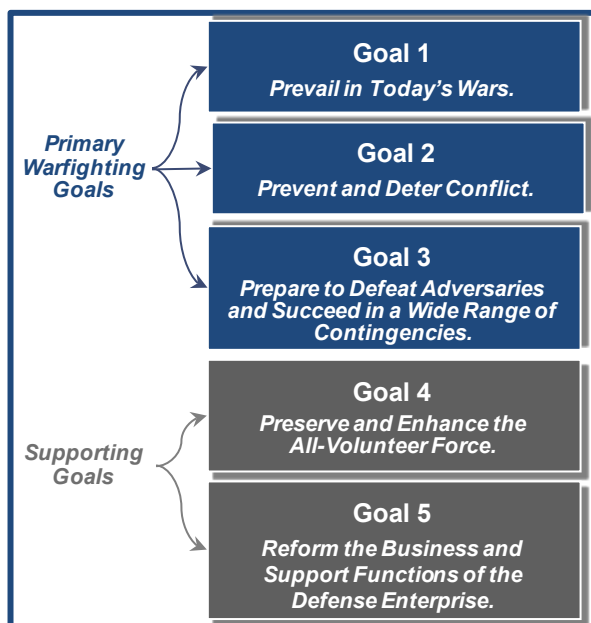 Goal 1
Prevail in Today's Wars.
Primary
Warfighting
Goals
Goal 2
Prevent and Deter Conflict.
Goal 3
Prepare to Defeat Adversaries
and Succeed in a Wide Range of
Contingencies.
Goal 4
Preserve and Enhance the
All-Volunteer Force.
Supporting
Goals
Goal 5
Reform the Business and
Support Functions of the
Defense Enterprise.